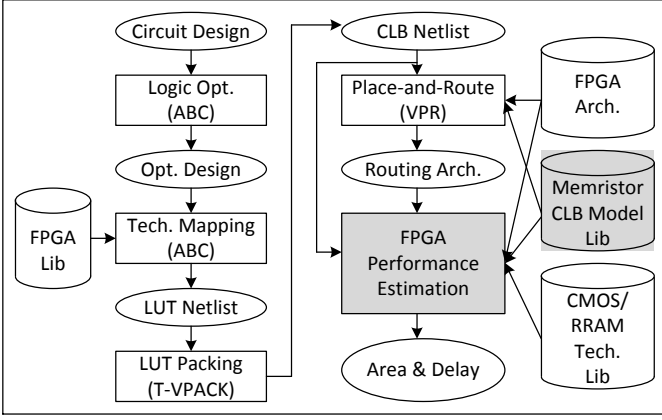 Circuit Design
Logic Opt.
(ABC)
Opt. Design
FPGA
Lib
Tech. Mapping
(ABC)
LUT Netlist
LUT Packing
(T-VPACK)
CLB Netlist
Place-and-Route
(VPR)
Routing Arch.
FPGA
Performance
Estimation
Area & Delay
FPGA
Arch.
Memristor
CLB Model
Lib
CMOS/
RRAM
Tech.
Lib